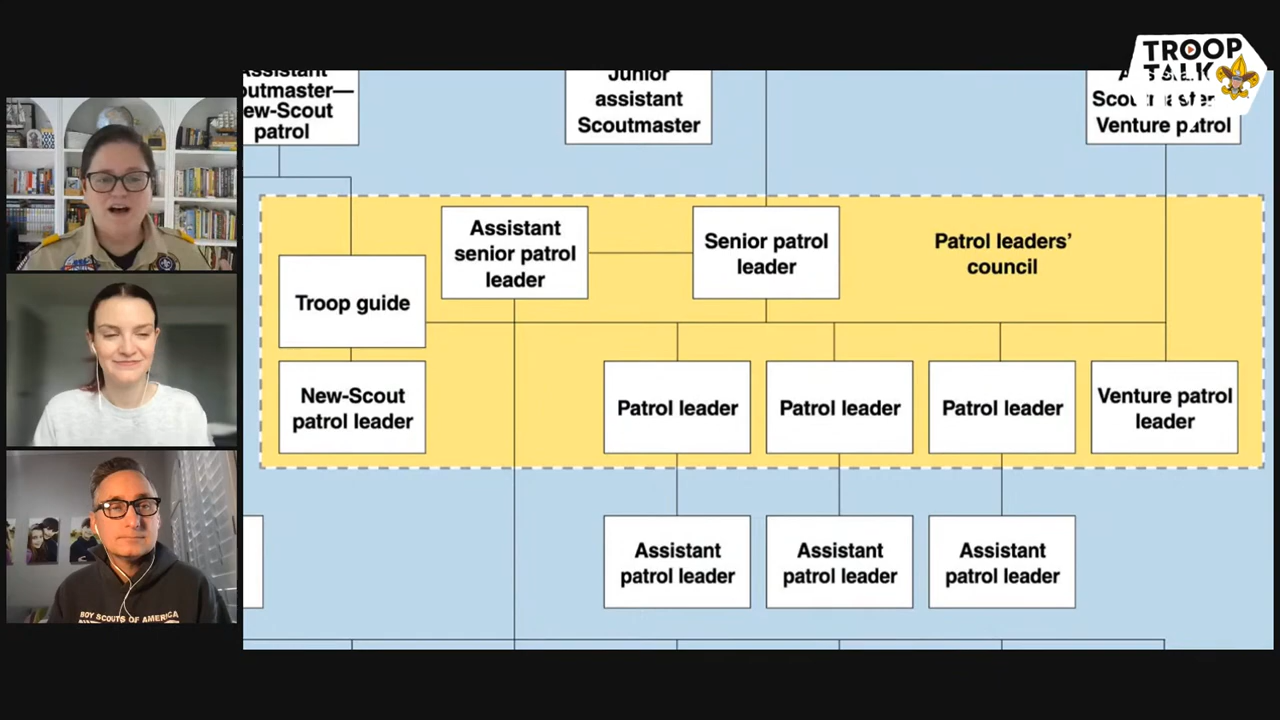 TROOP
TALK
Assistant
outmaster—
ew-Scout
patrol
Junior
assistant
Scoutmaster
Scoutmaster
Venture patrol
Assistant
senior patrol
leader
Senior patrol
leader
Patrol leaders’
council
Troop guide
New-Scout
patrol leader
Patrol leader
Patrol leader
Patrol leader
Venture patrol
leader
Assistant
patrol leader
Assistant
patrol leader
Assistant
patrol leader
BOY SCOUTS OF AMERICA